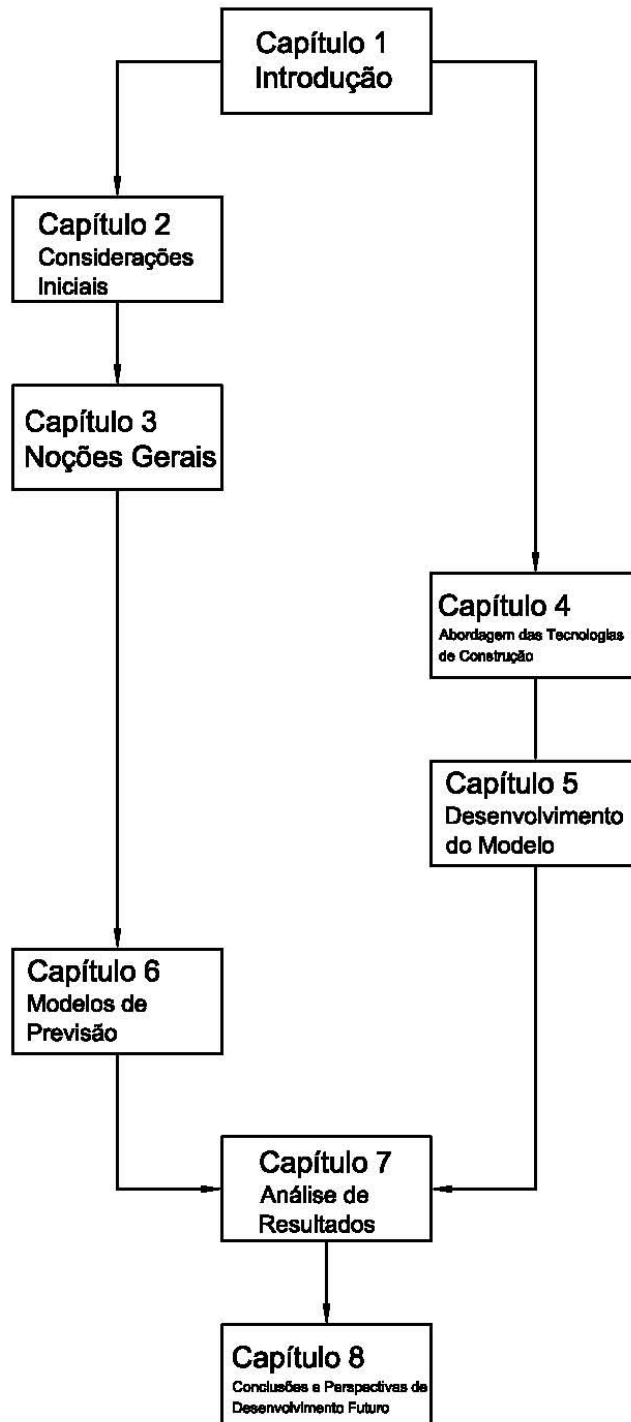 Capítulo 1
Introdução
Capítulo 2
Considerações
Iniciais
Capítulo 3
Noções Gerais
Capítulo 4
Abordagem das Tecnologias
de Construção
Capítulo 5
Desenvolvimento
do Modelo
Capítulo 6
Modelos de
Previsão
Capítulo 7
Análise de
Resultados
Capítulo 8
Conclusões e Perspectivas de
Desenvolvimento Futuro